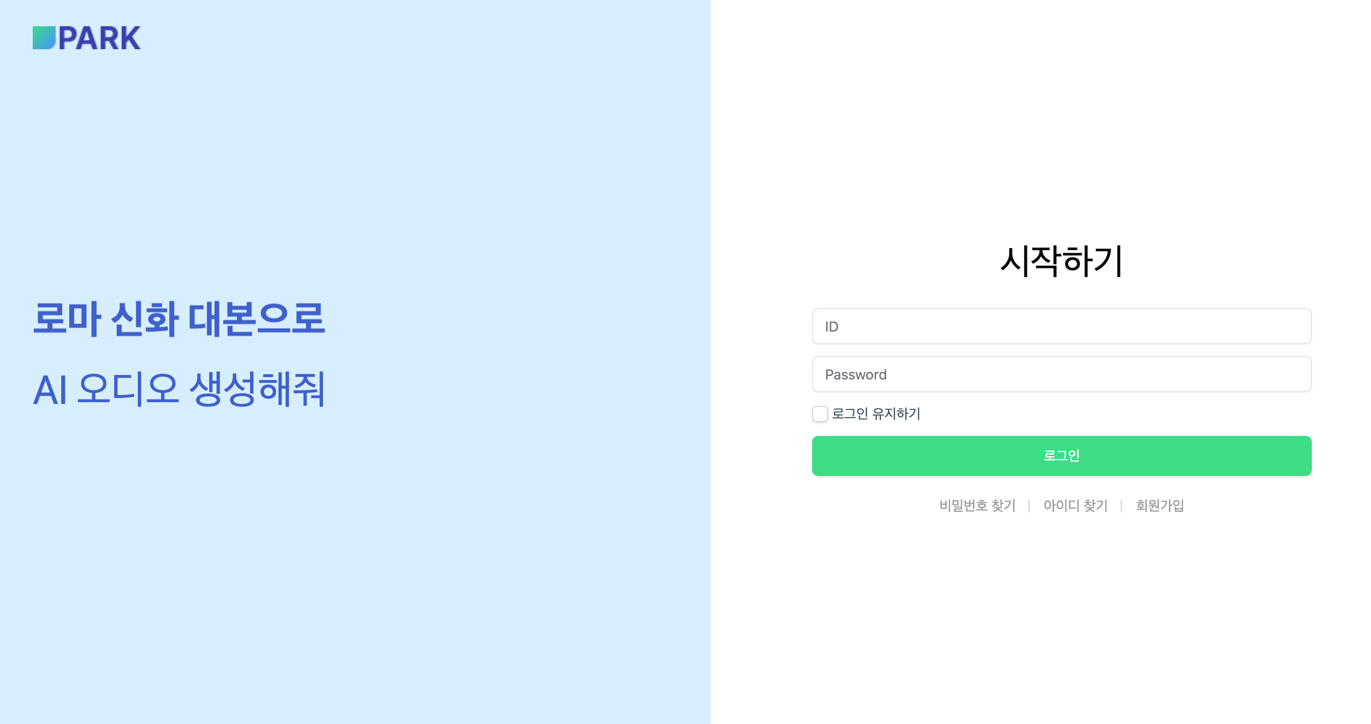 PARK
로마 신화 대본으로
AI 오디오 생성해줘
시작하기
ID
Password
로그인 유지하기
로그인
비밀번호 찾기 | 아이디 찾기 | 회원가입